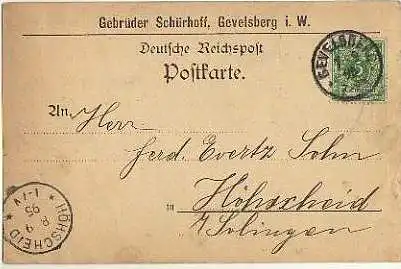 Gebrüder Schürhoff, Gevelsberg i. W.
Deutsche Reichspost
Postkarte.
GEVELSBERG
An Herr
Ferd. Evertz Sohn
in Höhscheid
b/Solingen
HÖHSCHEID